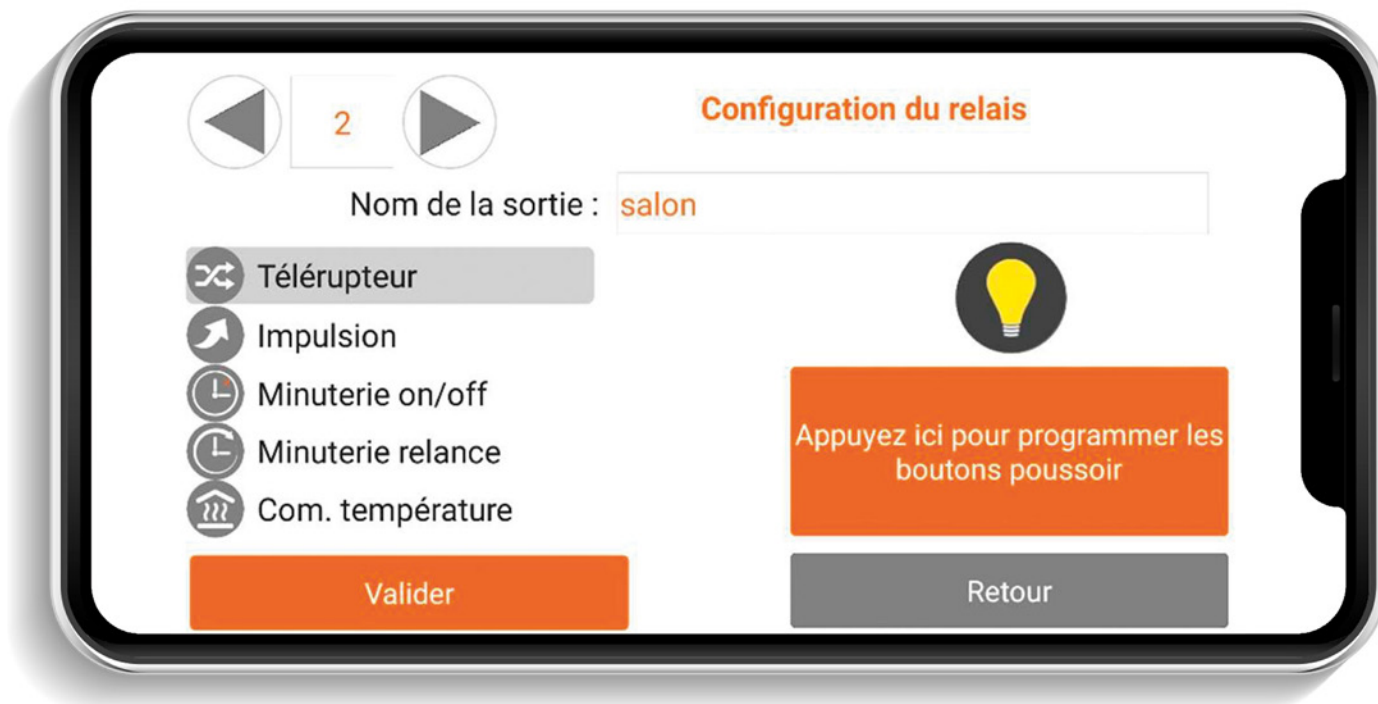 2
Configuration du relais
Nom de la sortie : salon
Télérupteur
Impulsion
Minuterie on/off
Minuterie relance
Com. température
Appuyez ici pour programmer les
boutons poussoir
Valider
Retour